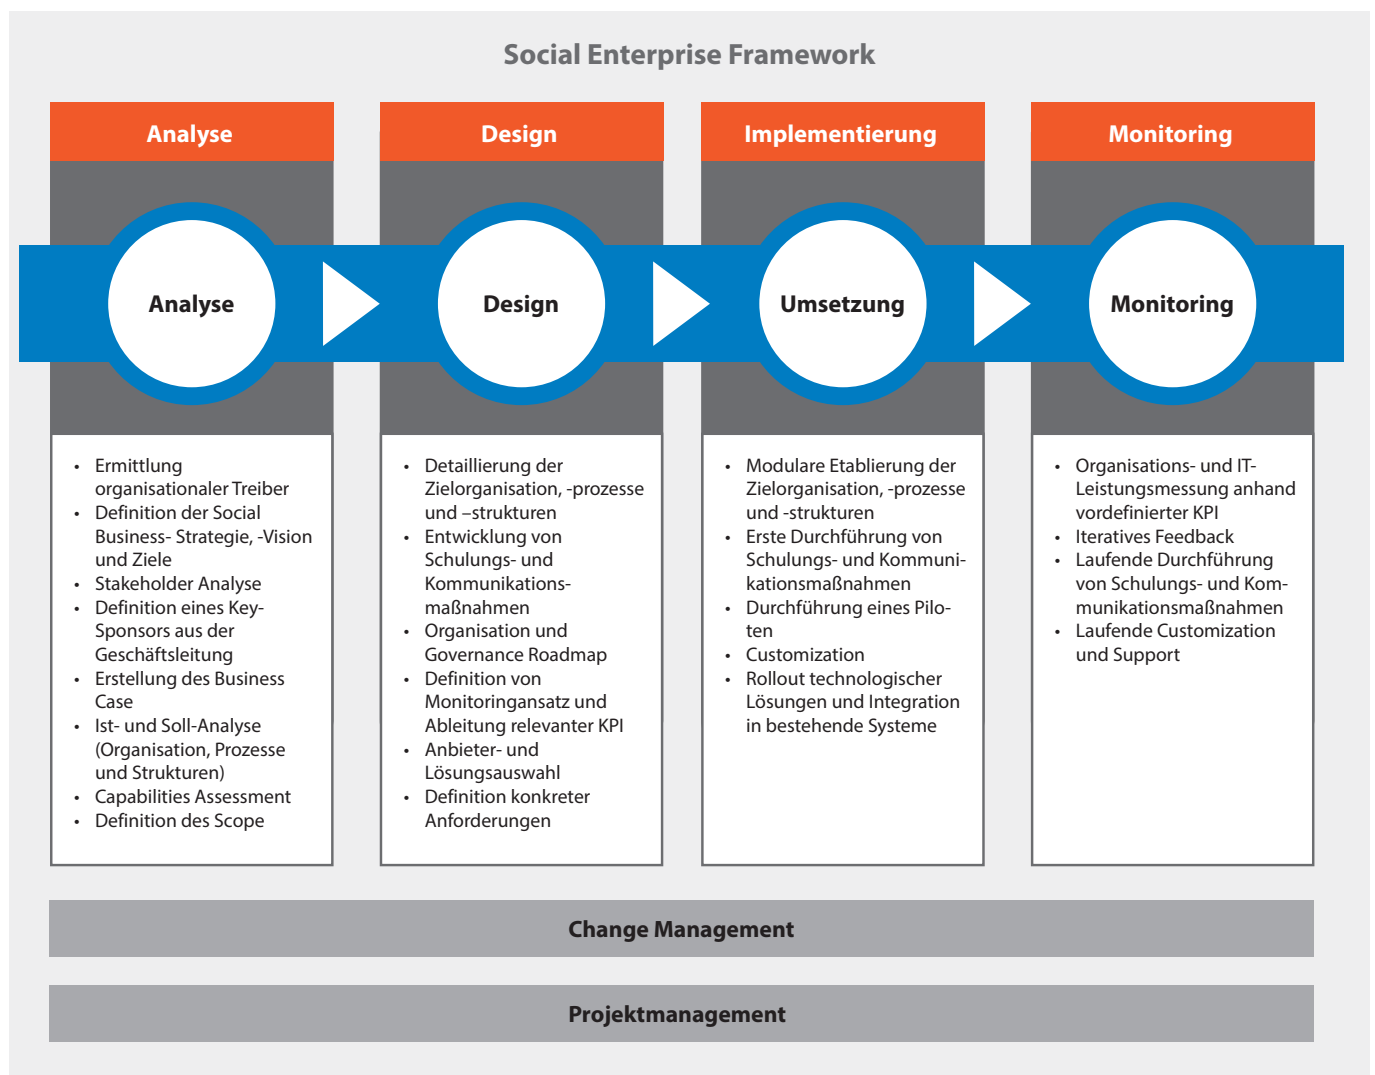 Social Enterprise Framework
Analyse
Design
Implementierung
Monitoring
Analyse
Design
Umsetzung
Monitoring
• Ermittlung
organisationaler Treiber
• Definition der Social
Business- Strategie, -Vision
und Ziele
• Stakeholder Analyse
• Definition eines Key-
Sponsors aus der
Geschäftsleitung
• Erstellung des Business
Case
• Ist- und Soll-Analyse
(Organisation, Prozesse
und Strukturen)
• Capabilities Assessment
• Definition des Scope
• Detaillierung der
Zielorganisation, -prozesse
und –strukturen
• Entwicklung von
Schulungs- und
Kommunikations-
maßnahmen
• Organisation und
Governance Roadmap
• Definition von
Monitoringansatz und
Ableitung relevanter KPI
• Anbieter- und
Lösungsauswahl
• Definition konkreter
Anforderungen
• Modulare Etablierung der
Zielorganisation, -prozesse
und -strukturen
• Erste Durchführung von
Schulungs- und Kommuni-
kationsmaßnahmen
• Durchführung eines Pilo-
ten
• Customization
• Rollout technologischer
Lösungen und Integration
in bestehende Systeme
• Organisations- und IT-
Leistungsmessung anhand
vordefinierter KPI
• Iteratives Feedback
• Laufende Durchführung
von Schulungs- und Kom-
munikationsmaßnahmen
• Laufende Customization
und Support
Change Management
Projektmanagement